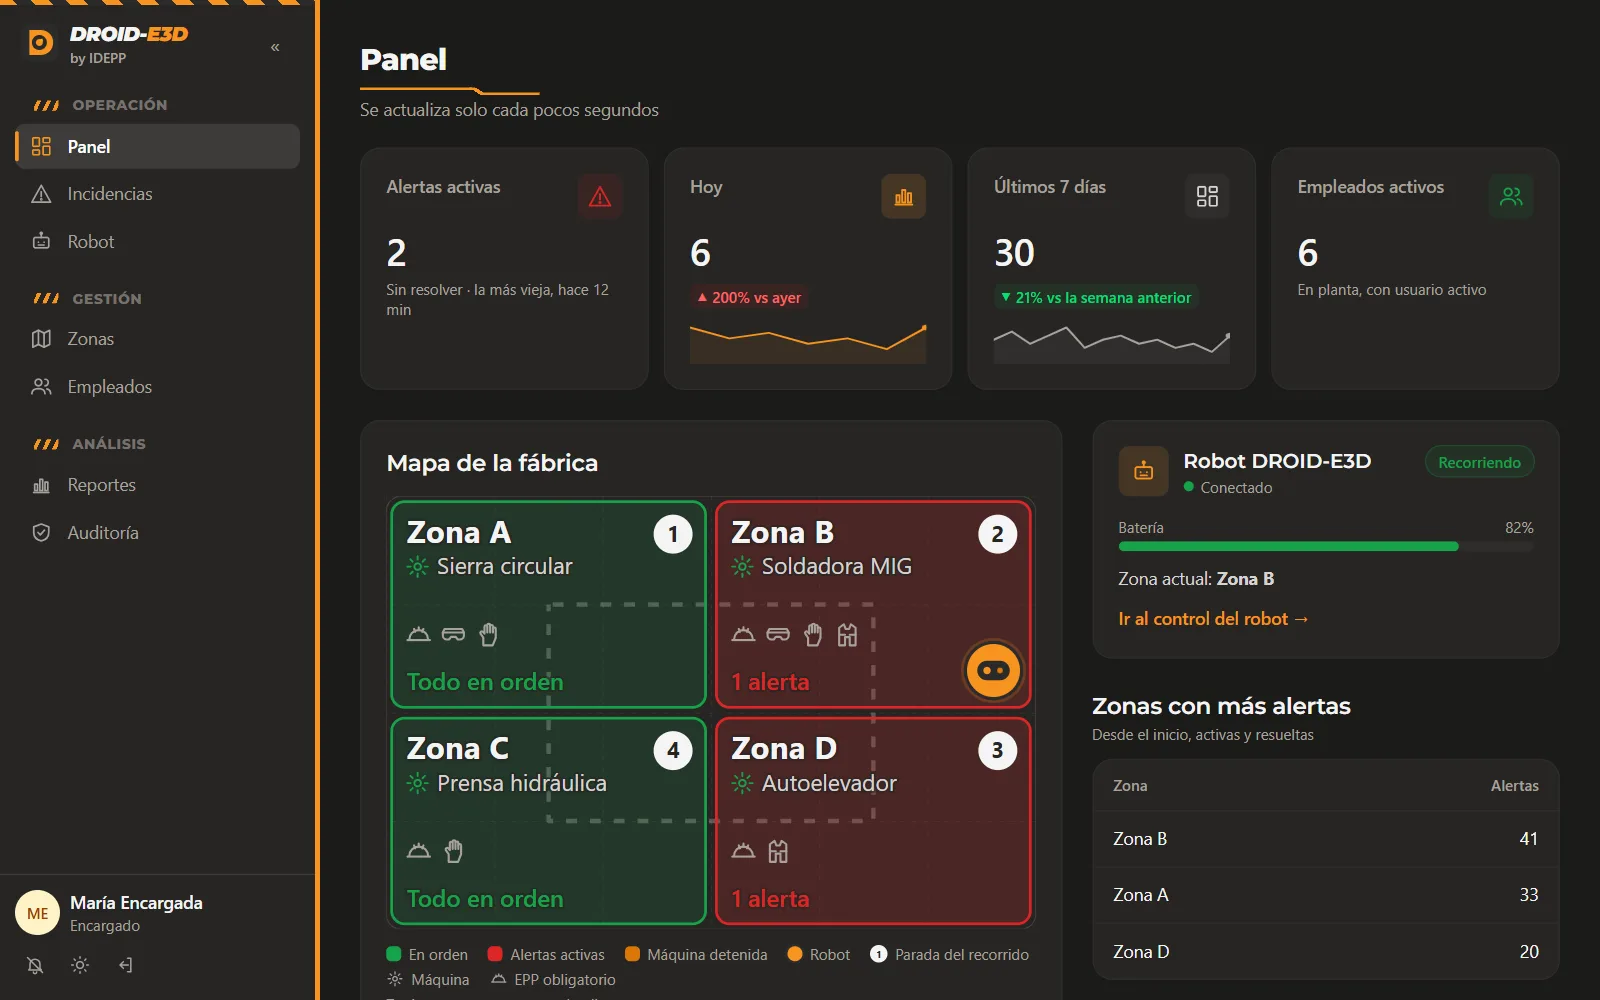 DROID-E3D
by IDEPP
«
OPERACIÓN
Panel
Incidencias
Robot
GESTIÓN
Zonas
Empleados
ANÁLISIS
Reportes
Auditoría
ME
María Encargada
Encargado
Panel
Se actualiza solo cada pocos segundos
Alertas activas
2
Sin resolver · la más vieja, hace 12
min
Hoy
6
▲ 200% vs ayer
Últimos 7 días
30
▼ 21% vs la semana anterior
Empleados activos
6
En planta, con usuario activo
Mapa de la fábrica
Zona A
1
Sierra circular
Todo en orden
Zona B
2
Soldadora MIG
1 alerta
Zona C
4
Prensa hidráulica
Todo en orden
Zona D
3
Autoelevador
1 alerta
En orden
Alertas activas
Máquina detenida
Robot
1 Parada del recorrido
Máquina
EPP obligatorio
Robot DROID-E3D
Conectado
Recorriendo
Batería
82%
Zona actual: Zona B
Ir al control del robot →
Zonas con más alertas
Desde el inicio, activas y resueltas
Zona Alertas
Zona B 41
Zona A 33
Zona D 20